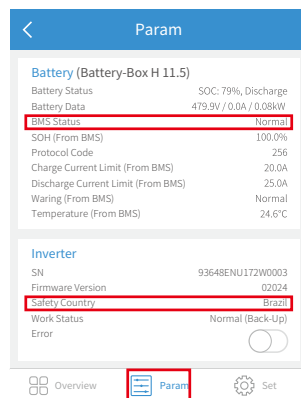 Param
Battery (Battery-Box H 11.5)
Battery Status SOC: 79%, Discharge
Battery Data 479.9V / 0.0A / 0.08kW
BMS Status Normal
SOH (From BMS) 100.0%
Protocol Code 256
Charge Current Limit (From BMS) 20.0A
Discharge Current Limit (From BMS) 25.0A
Waring (From BMS) Normal
Temperature (From BMS) 24.6°C
Inverter
SN 93648ENU172W0003
Firmware Version 02024
Safety Country Brazil
Work Status Normal (Back-Up)
Error
Overview Param Set